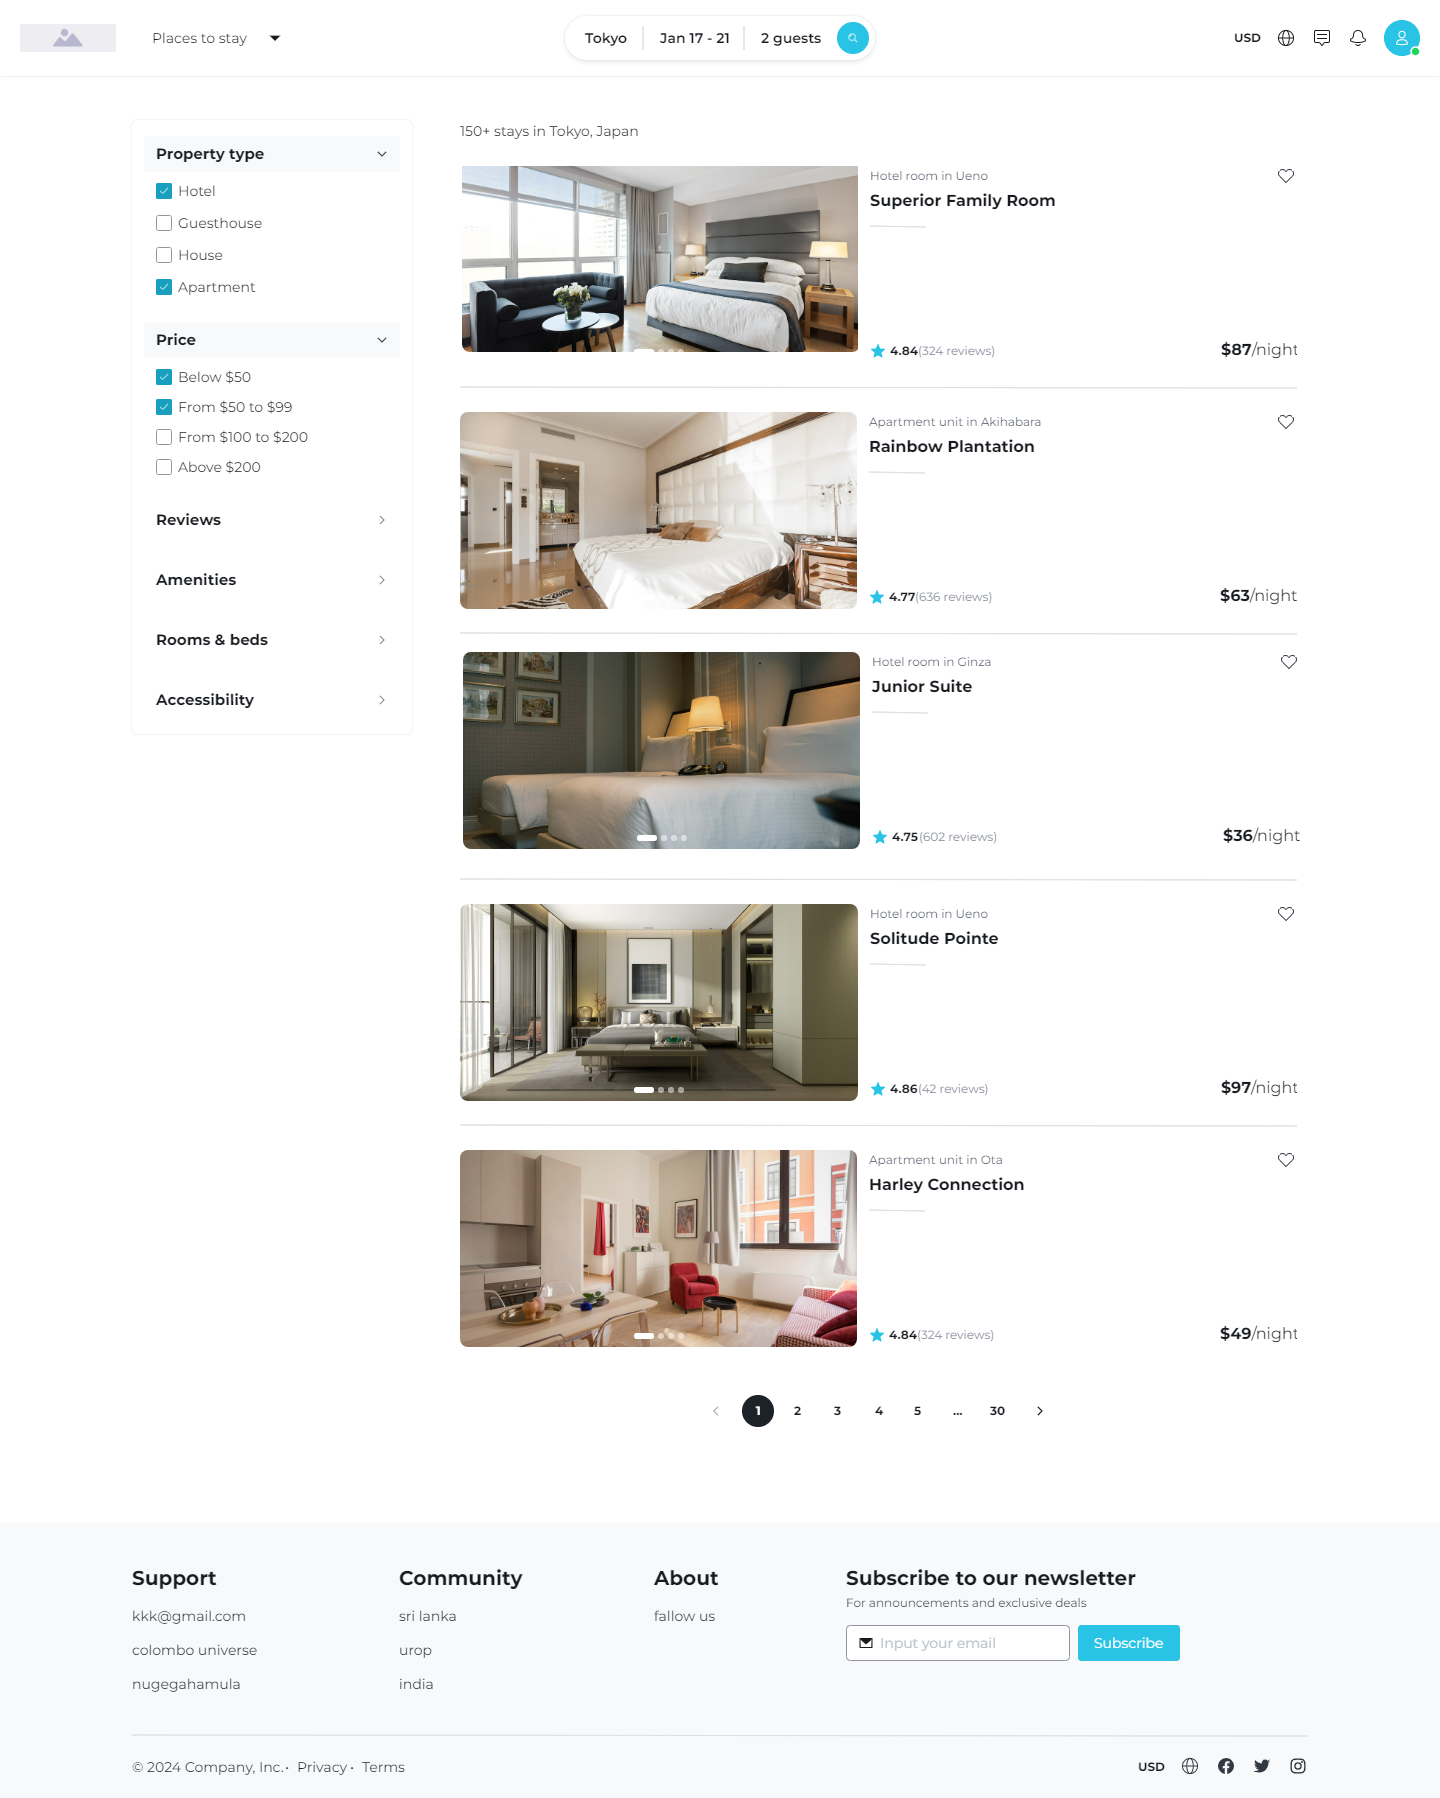 Places to stay
Tokyo Jan 17 - 21 2 guests
USD
150+ stays in Tokyo, Japan
Property type
Hotel
Guesthouse
House
Apartment
Price
Below $50
From $50 to $99
From $100 to $200
Above $200
Reviews
Amenities
Rooms & beds
Accessibility
Hotel room in Ueno
Superior Family Room
4.84(324 reviews)
$87/night
Apartment unit in Akihabara
Rainbow Plantation
4.77(636 reviews)
$63/night
Hotel room in Ginza
Junior Suite
4.75(602 reviews)
$36/night
Hotel room in Ueno
Solitude Pointe
4.86(42 reviews)
$97/night
Apartment unit in Ota
Harley Connection
4.84(324 reviews)
$49/night
1 2 3 4 5 ... 30
Support
kkk@gmail.com
colombo universe
nugegahamula
Community
sri lanka
urop
india
About
fallow us
Subscribe to our newsletter
For announcements and exclusive deals
Input your email
Subscribe
© 2024 Company, Inc.· Privacy · Terms
USD